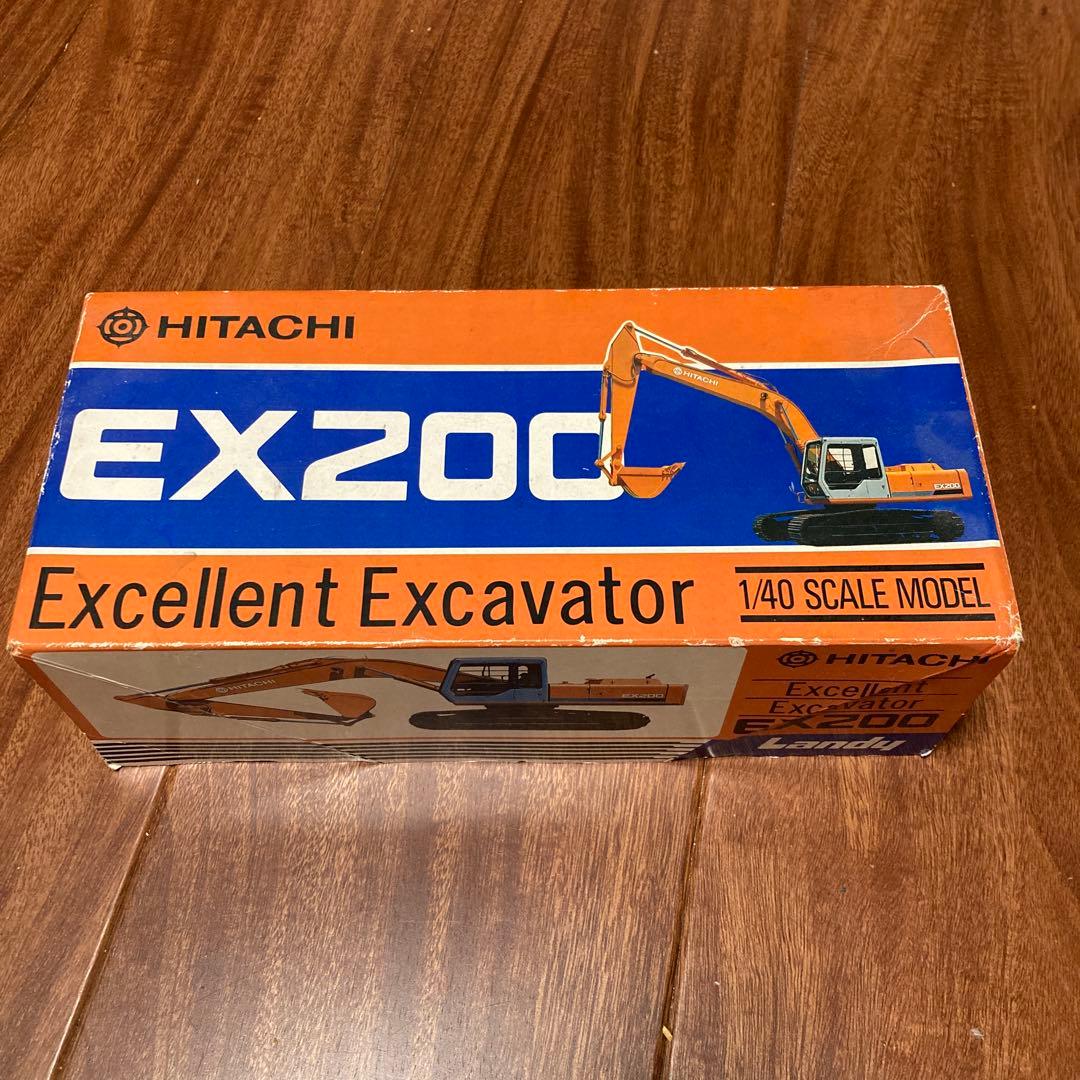 HITACHI
EX200
HITACHI
EX200
Excellent Excavator
1/40 SCALE MODEL
HITACHI
EX200
HITACHI
Excellent
Excavator
EX200
Landy